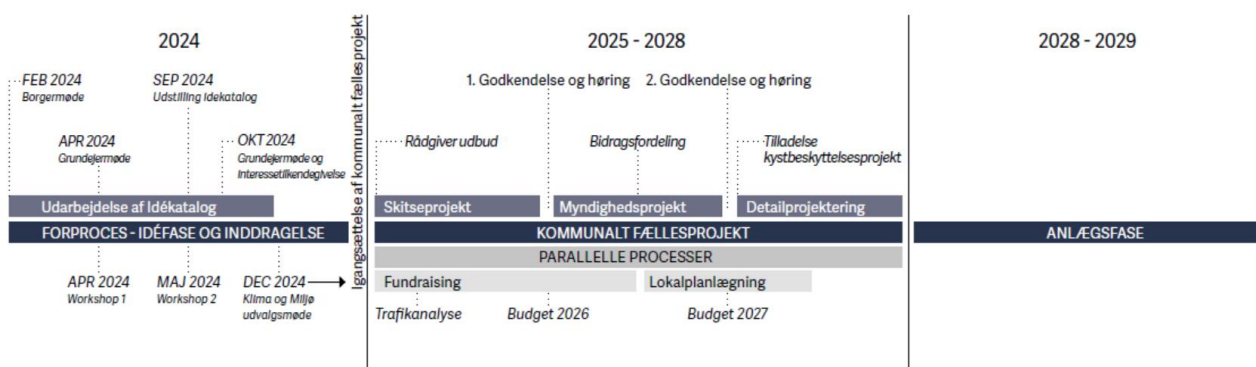 2024
2025 - 2028
2028 - 2029
FEB 2024
Borgermøde
SEP 2024
Udstilling Idekatalog
1. Godkendelse og høring
2. Godkendelse og høring
APR 2024
Grundejermøde
OKT 2024
Grundejermøde og
Interessetilkendegivelse
Igangsættelse af kommunalt fællesprojekt
Rådgiver udbud
Bidragsfordeling
Tilladelse
kystbeskyttelsesprojekt
Udarbejdelse af Idékatalog
Skitseprojekt
Myndighedsprojekt
Detailprojektering
FORPROCES - IDÉFASE OG INDDRAGELSE
KOMMUNALT FÆLLESPROJEKT
ANLÆGSFASE
PARALLELLE PROCESSER
APR 2024
Workshop 1
MAJ 2024
Workshop 2
DEC 2024
Klima og Miljø
udvalgsmøde
Fundraising
Lokalplanlægning
Trafikanalyse
Budget 2026
Budget 2027